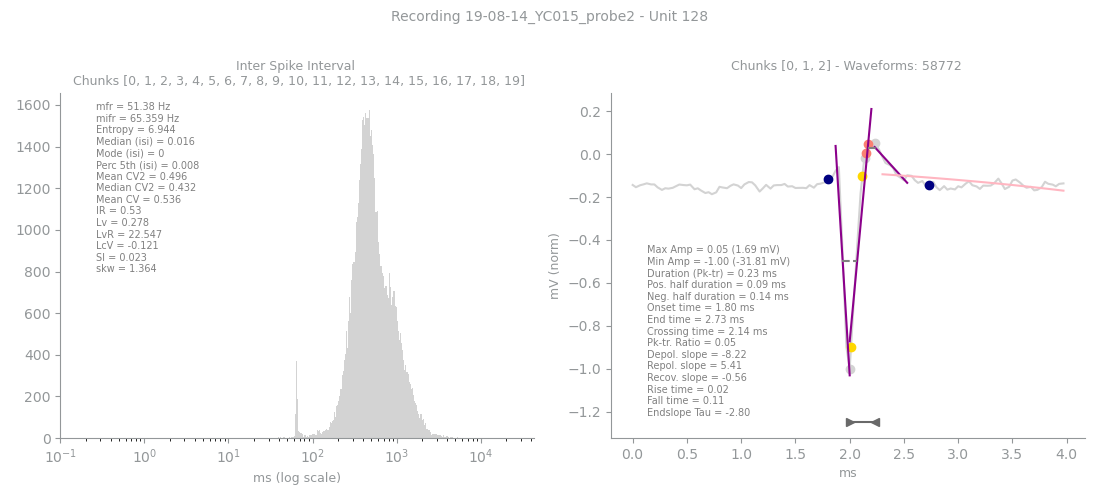 Recording 19-08-14_YC015_probe2 - Unit 128
Inter Spike Interval
Chunks [0, 1, 2, 3, 4, 5, 6, 7, 8, 9, 10, 11, 12, 13, 14, 15, 16, 17, 18, 19]
1600
1400
1200
1000
800
600
400
200
0
mfr = 51.38 Hz
mifr = 65.359 Hz
Entropy = 6.944
Median (isi) = 0.016
Mode (isi) = 0
Perc 5th (isi) = 0.008
Mean CV2 = 0.496
Median CV2 = 0.432
Mean CV = 0.536
IR = 0.53
Lv = 0.278
LvR = 22.547
LcV = -0.121
SI = 0.023
skw = 1.364
10⁻¹ 10⁰ 10¹ 10² 10³ 10⁴
ms (log scale)
Chunks [0, 1, 2] - Waveforms: 58772
mV (norm)
0.2
0.0
−0.2
−0.4
−0.6
−0.8
−1.0
−1.2
Max Amp = 0.05 (1.69 mV)
Min Amp = -1.00 (-31.81 mV)
Duration (Pk-tr) = 0.23 ms
Pos. half duration = 0.09 ms
Neg. half duration = 0.14 ms
Onset time = 1.80 ms
End time = 2.73 ms
Crossing time = 2.14 ms
Pk-tr. Ratio = 0.05
Depol. slope = -8.22
Repol. slope = 5.41
Recov. slope = -0.56
Rise time = 0.02
Fall time = 0.11
Endslope Tau = -2.80
0.0 0.5 1.0 1.5 2.0 2.5 3.0 3.5 4.0
ms